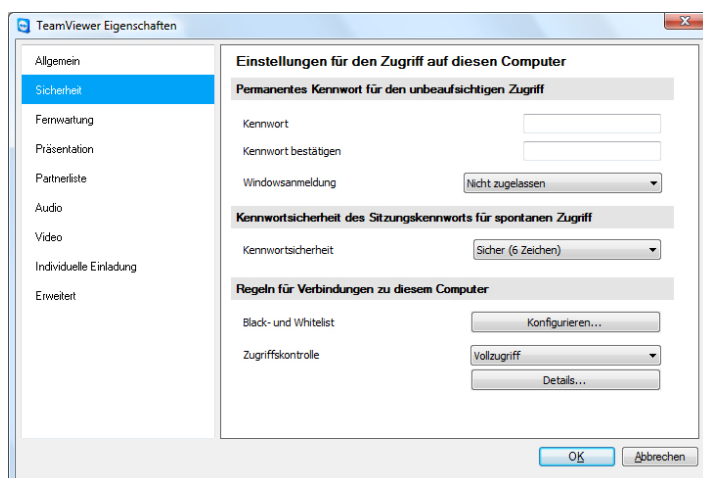 TeamViewer Eigenschaften
Allgemein
Sicherheit
Fernwartung
Präsentation
Partnerliste
Audio
Video
Individuelle Einladung
Erweitert
Einstellungen für den Zugriff auf diesen Computer
Permanentes Kennwort für den unbeaufsichtigen Zugriff
Kennwort
Kennwort bestätigen
Windowsanmeldung
Nicht zugelassen
Kennwortsicherheit des Sitzungskennworts für spontanen Zugriff
Kennwortsicherheit
Sicher (6 Zeichen)
Regeln für Verbindungen zu diesem Computer
Black- und Whitelist
Konfigurieren...
Zugriffskontrolle
Vollzugriff
Details...
OK
Abbrechen